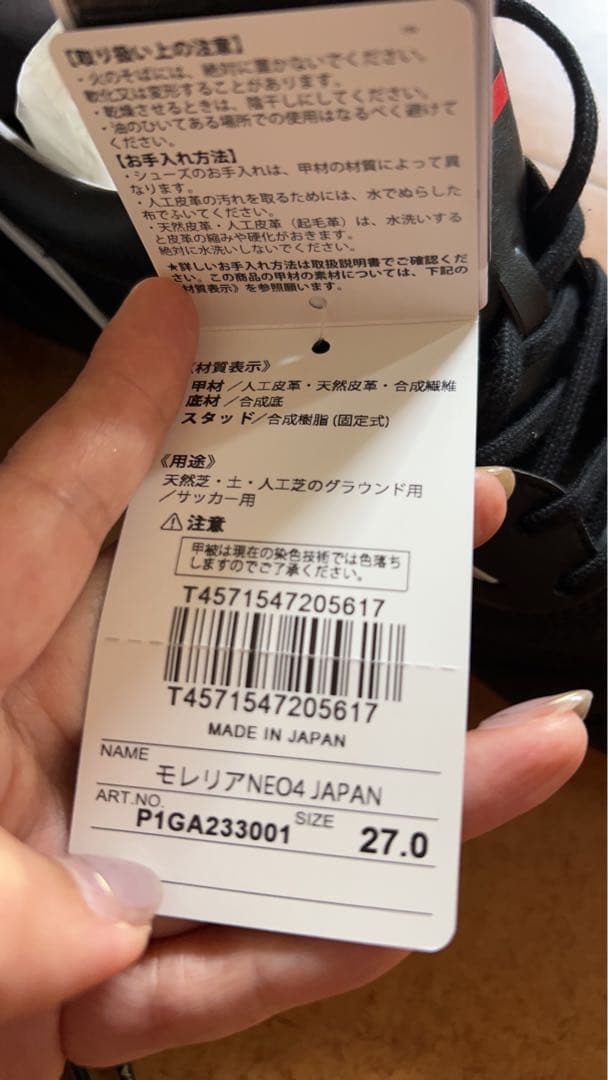 【取り扱い上の注意】
・火のそばには、絶対に置かないでください。
軟化又は変形することがあります。
・乾燥させるときは、陰干しにしてください。
・油のひいてある場所での使用はなるべく避けて
ください。
【お手入れ方法】
・シューズのお手入れは、甲材の材質によって異
なります。
・人工皮革の汚れを取るためには、水でぬらした
布でふいてください。
・天然皮革・人工皮革（起毛革）は、水洗いする
と皮革の縮みや硬化がおきます。
絶対に水洗いしないでください。
★詳しいお手入れ方法は取扱説明書でご確認くだ
さい。この商品の甲材の素材については、下記の
材質表示》を参照願います。
《材質表示》
甲材／人工皮革・天然皮革・合成繊維
底材／合成底
スタッド／合成樹脂 (固定式)
《用途》
天然芝・土・人工芝のグラウンド用
／サッカー用
⚠注意
甲被は現在の染色技術では色落ち
しますのでご了承ください。
T4571547205617
T4571547205617
MADE IN JAPAN
NAME
モレリアNEO4 JAPAN
ART.NO. P1GA233001 SIZE 27.0